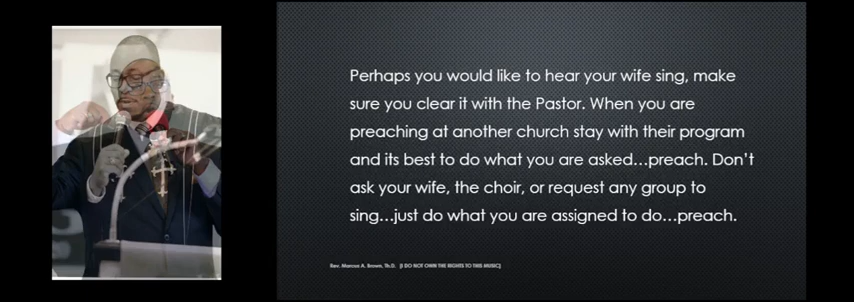 Perhaps you would like to hear your wife sing, make
sure you clear it with the Pastor. When you are
preaching at another church stay with their program
and its best to do what you are asked...preach. Don't
ask your wife, the choir, or request any group to
sing...just do what you are assigned to do...preach.
Rev. Marcos A. Brown, Th.D. (I DO NOT OWN THE RIGHTS TO THIS MUSIC)